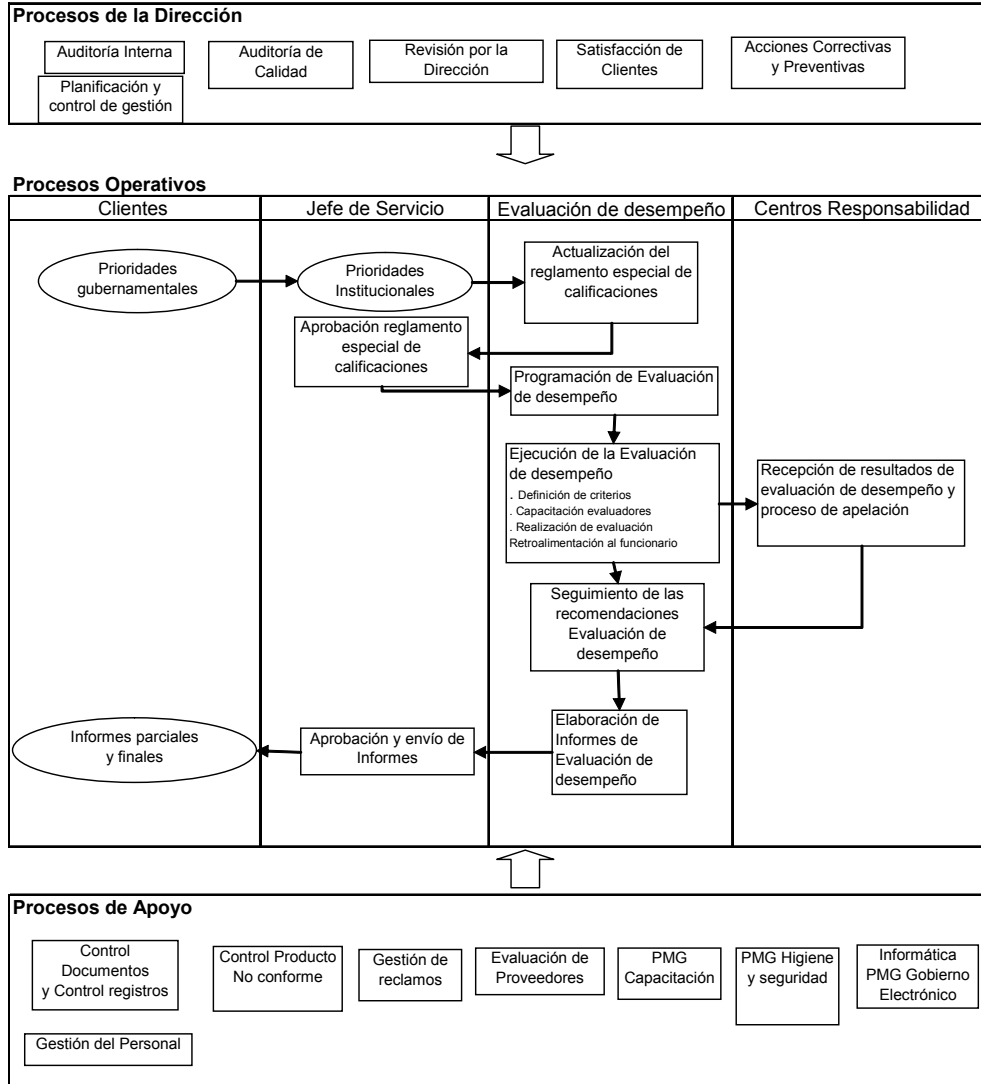 Procesos de la Dirección
Auditoría Interna
Auditoría de
Calidad
Revisión por la
Dirección
Satisfacción de
Clientes
Acciones Correctivas
y Preventivas
Planificación y
control de gestión
Procesos Operativos
Clientes
Jefe de Servicio
Evaluación de desempeño
Centros Responsabilidad
Prioridades
gubernamentales
Prioridades
Institucionales
Actualización del
reglamento especial de
calificaciones
Aprobación reglamento
especial de
calificaciones
Programación de Evaluación
de desempeño
Ejecución de la Evaluación
de desempeño
. Definición de criterios
. Capacitación evaluadores
. Realización de evaluación
Retroalimentación al funcionario
Recepción de resultados de
evaluación de desempeño y
proceso de apelación
Seguimiento de las
recomendaciones
Evaluación de
desempeño
Elaboración de
Informes de
Evaluación de
desempeño
Aprobación y envío de
Informes
Informes parciales
y finales
Procesos de Apoyo
Control
Documentos
y Control registros
Control Producto
No conforme
Gestión de
reclamos
Evaluación de
Proveedores
PMG
Capacitación
PMG Higiene
y seguridad
Informática
PMG Gobierno
Electrónico
Gestión del Personal